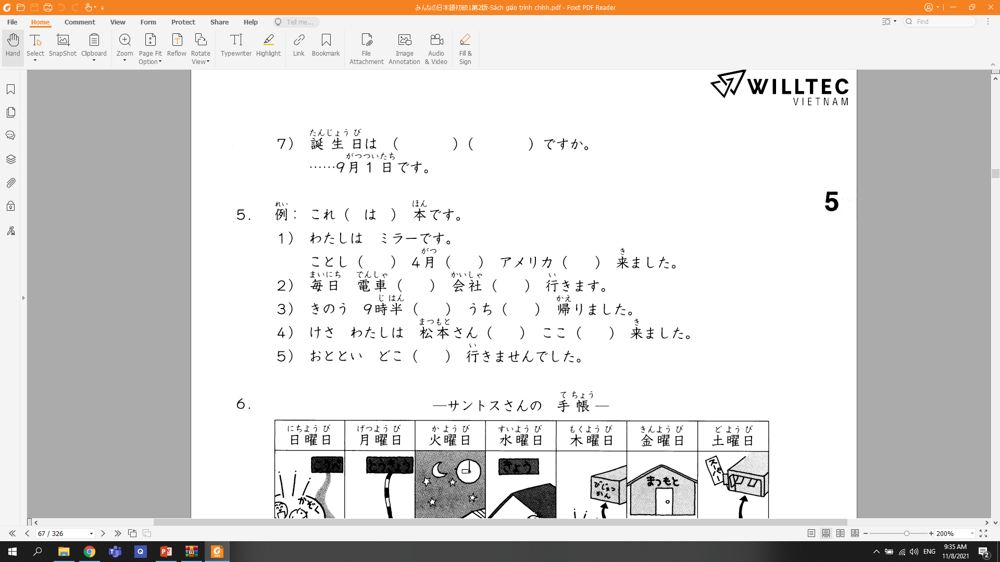 みんなの日本語初級1第2版-Sách giáo trình chính.pdf - Foxit PDF Reader
File Home Comment View Form Protect Share Help Tell me... Find
Hand Select SnapShot Clipboard Zoom Page Fit Option Reflow Rotate View Typewriter Highlight Link Bookmark File Attachment Image Annotation Audio & Video Fill & Sign
WILLTEC
VIETNAM
たんじょう び
7） 誕生日は （　　　）（　　　）ですか。
がつついたち
……9月1日です。
5
れい ほん
5. 例： これ（ は ） 本です。
1） わたしは ミラーです。
がつ き
ことし（　） 4月（　） アメリカ（　） 来ました。
まいにち でんしゃ かいしゃ い
2） 毎日 電車（　） 会社（　） 行きます。
じ はん かえ
3） きのう 9時半（　） うち（　） 帰りました。
まつもと き
4） けさ わたしは 松本さん（　） ここ（　） 来ました。
い
5） おととい どこ（　） 行きませんでした。
て ちょう
6. ―サントスさんの 手帳―
にちよう び げつよう び か よう び すいよう び もくよう び きんよう び ど よう び
日曜日 月曜日 火曜日 水曜日 木曜日 金曜日 土曜日
とうきょう きょう スーパー
まつもと
びじゅつ
かん
かぞく
67 / 326 200%
ENG 9:35 AM
11/8/2021 2